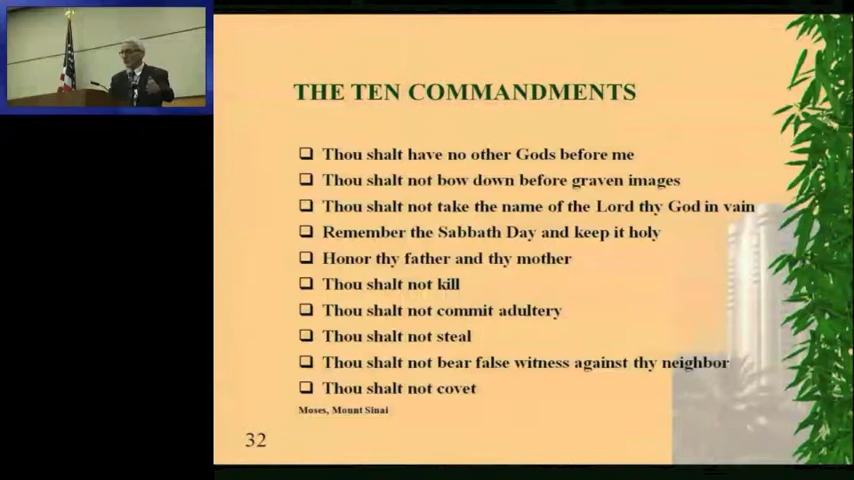 THE TEN COMMANDMENTS
Thou shalt have no other Gods before me
Thou shalt not bow down before graven images
Thou shalt not take the name of the Lord thy God in vain
Remember the Sabbath Day and keep it holy
Honor thy father and thy mother
Thou shalt not kill
Thou shalt not commit adultery
Thou shalt not steal
Thou shalt not bear false witness against thy neighbor
Thou shalt not covet
Moses, Mount Sinai
32